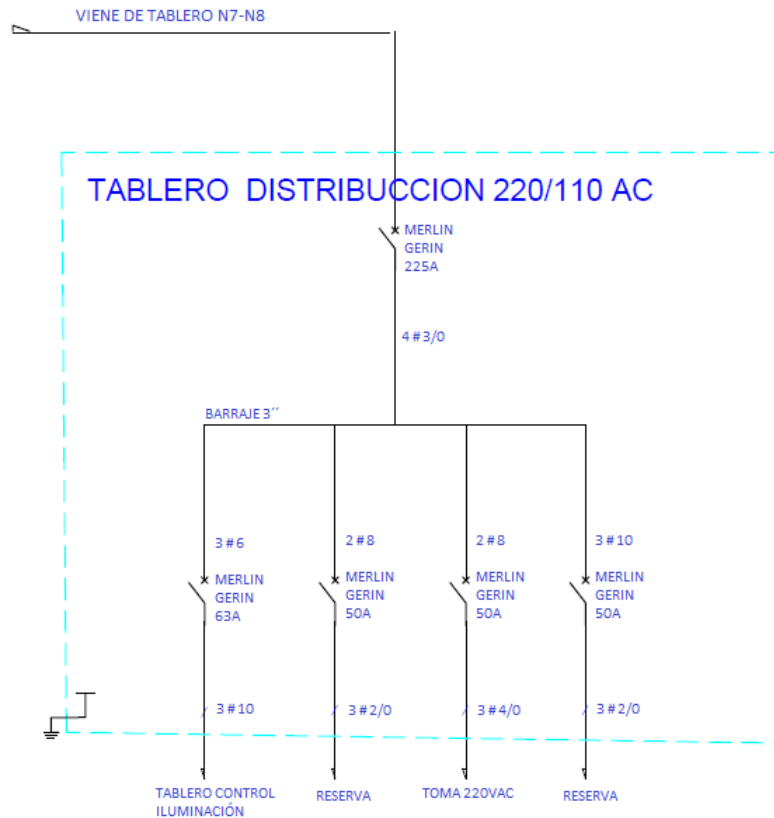 VIENE DE TABLERO N7-N8
TABLERO DISTRIBUCCION 220/110 AC
MERLIN
GERIN
225A
4 #3/0
BARRAJE 3´´
3 #6
2 #8
2 #8
3 #10
MERLIN
GERIN
63A
MERLIN
GERIN
50A
MERLIN
GERIN
50A
MERLIN
GERIN
50A
3 #10
3 #2/0
3 #4/0
3 #2/0
TABLERO CONTROL
ILUMINACIÓN
RESERVA
TOMA 220VAC
RESERVA